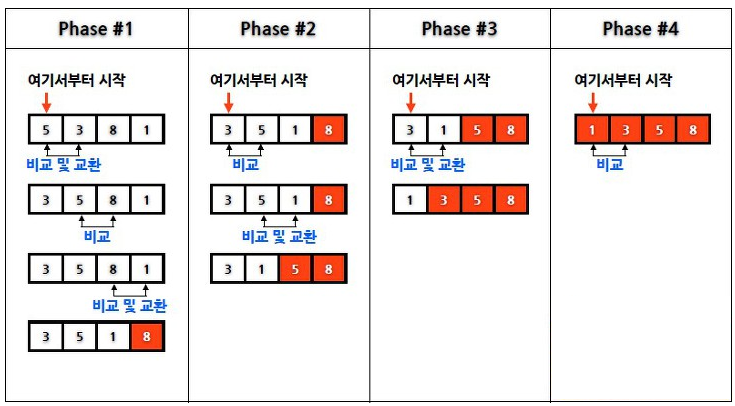 Phase #1
여기서부터 시작
5 3 8 1
비교 및 교환
3 5 8 1
비교
3 5 8 1
비교 및 교환
3 5 1 8
Phase #2
여기서부터 시작
3 5 1 8
비교
3 5 1 8
비교 및 교환
3 1 5 8
Phase #3
여기서부터 시작
3 1 5 8
비교 및 교환
1 3 5 8
Phase #4
여기서부터 시작
1 3 5 8
비교